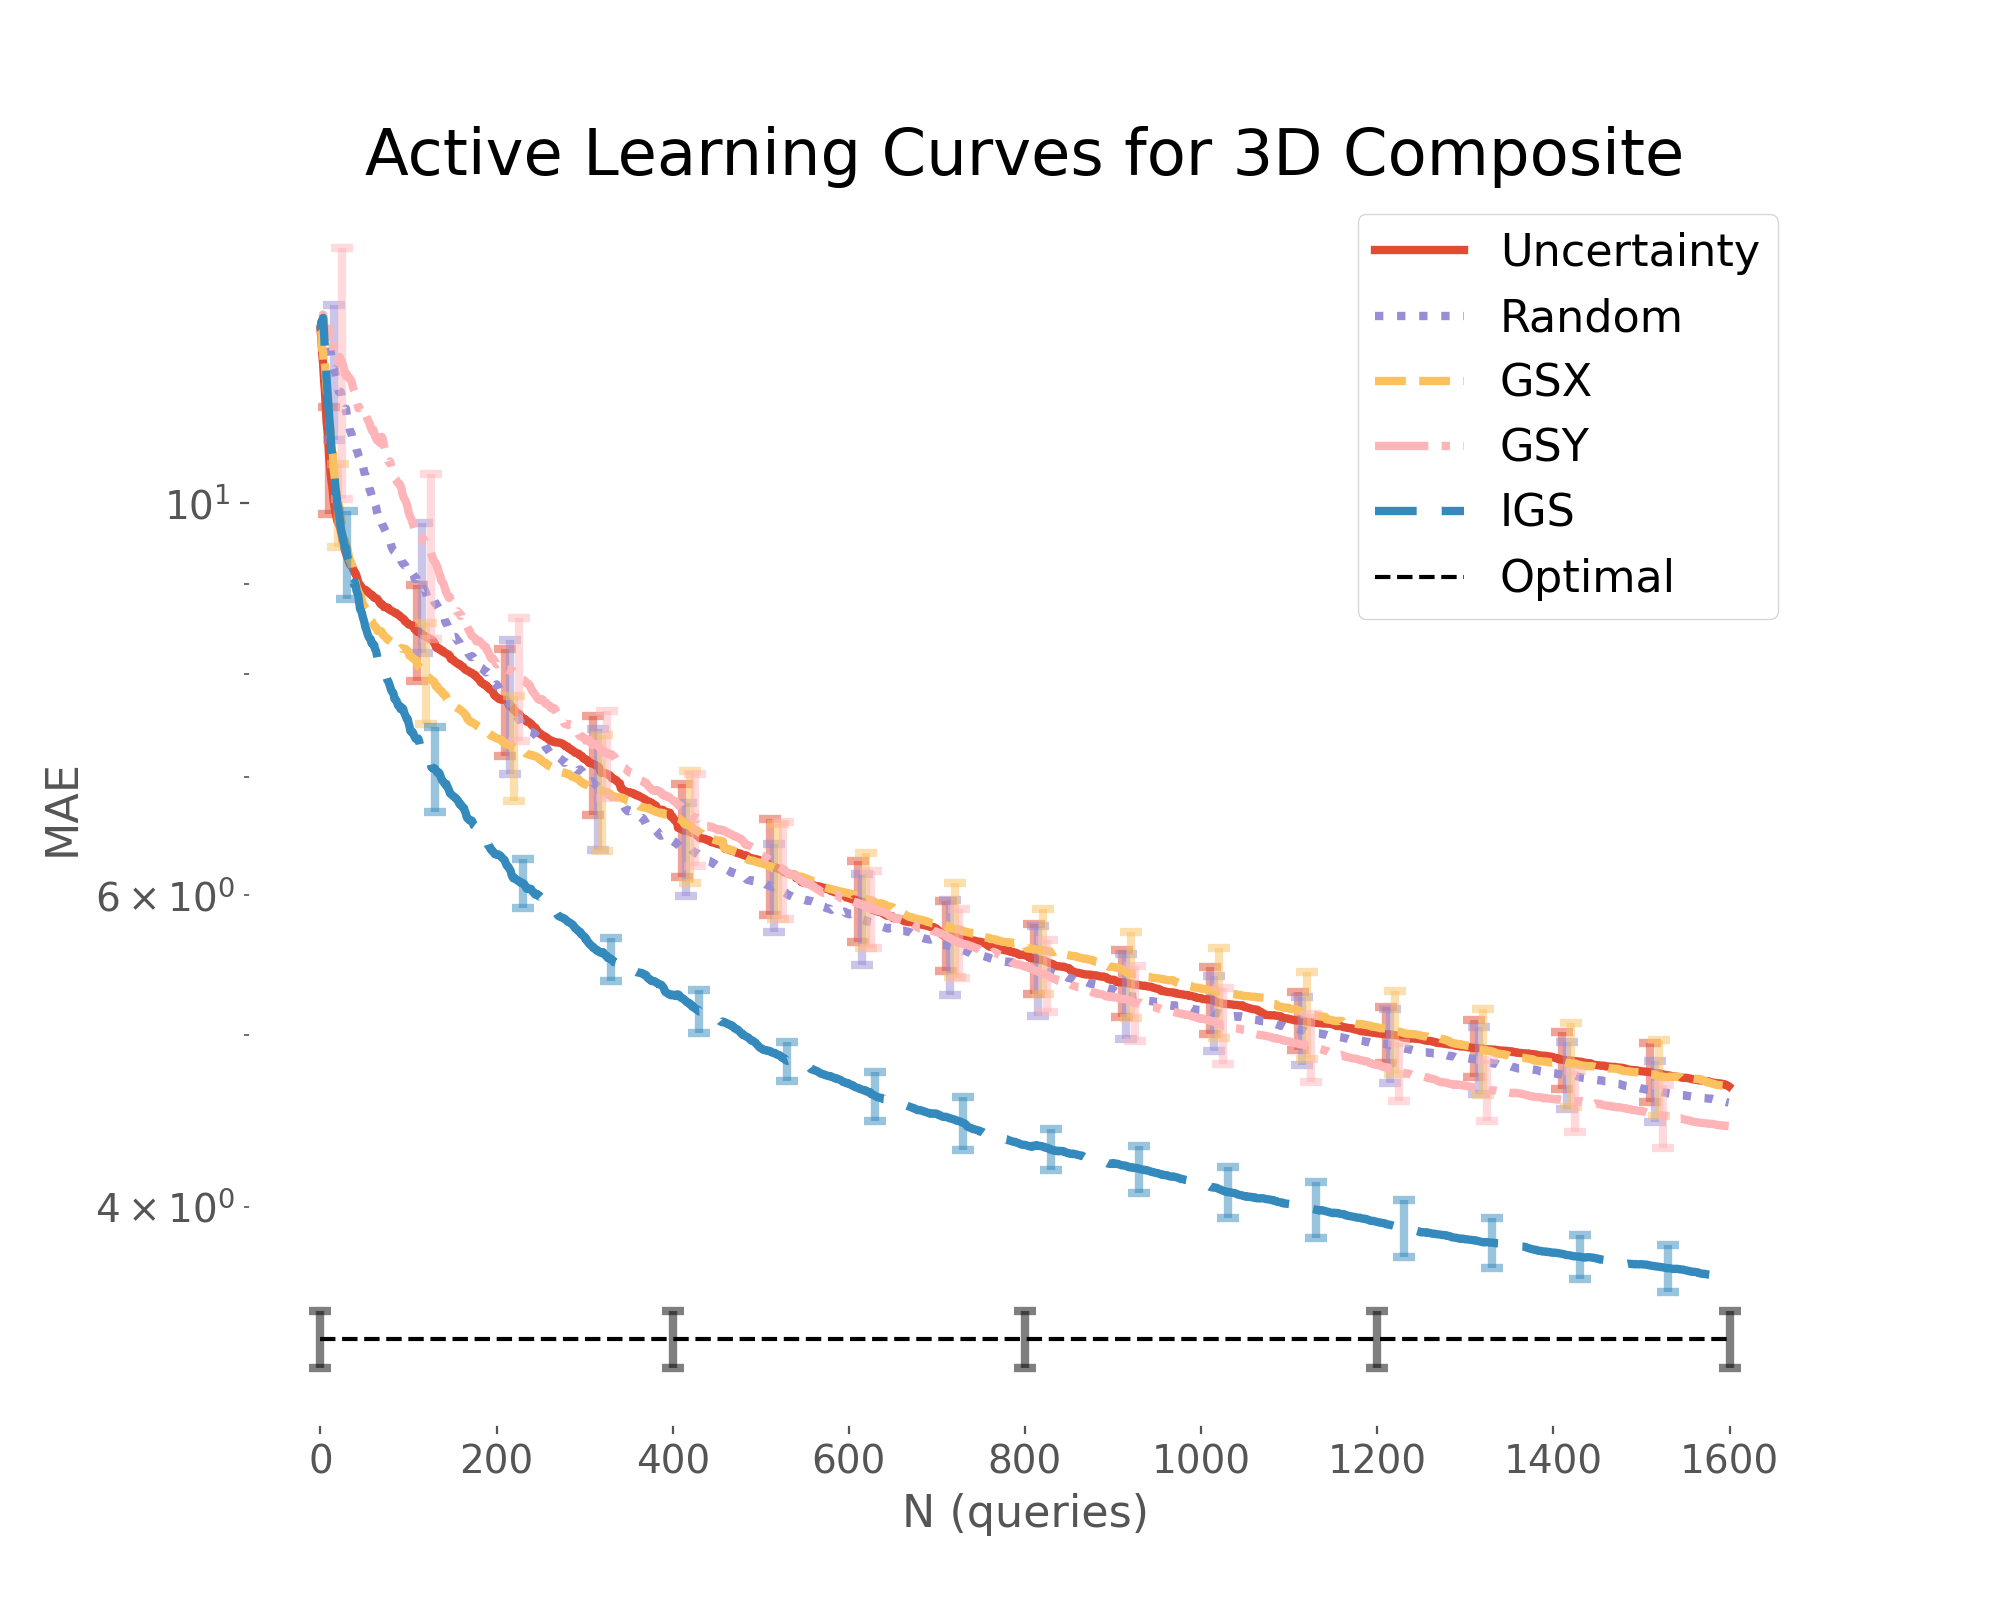 Active Learning Curves for 3D Composite
Uncertainty
Random
GSX
GSY
IGS
Optimal
10¹
6 × 10⁰
4 × 10⁰
MAE
0 200 400 600 800 1000 1200 1400 1600
N (queries)